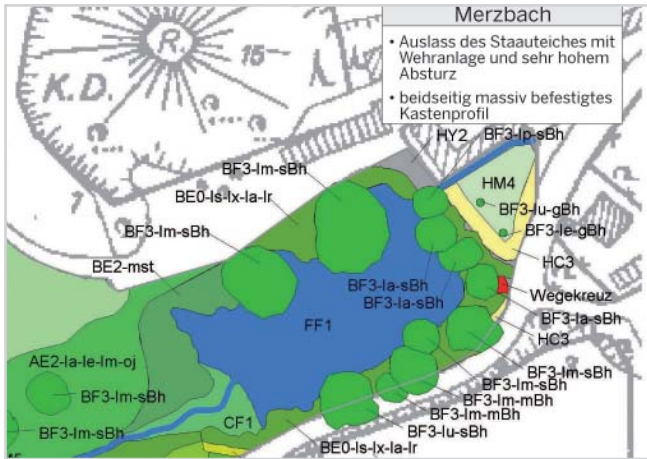 Merzbach
• Auslass des Staauteiches mit
Wehranlage und sehr hohem
Absturz
• beidseitig massiv befestigtes
Kastenprofil
R.
15
K.D.
HY2
BF3-lp-sBh
BF3-lm-sBh
HM4
BE0-ls-lx-la-lr
BF3-lu-gBh
BF3-lm-sBh
BF3-le-gBh
BE2-mst
HC3
BF3-la-sBh
BF3-la-sBh
Wegekreuz
FF1
BF3-la-sBh
HC3
AE2-la-le-lm-oj
BF3-lm-sBh
BF3-lm-sBh
BF3-lm-sBh
BF3-lm-mBh
CF1
BF3-lm-mBh
BF3-lm-sBh
BF3-lu-sBh
BE0-ls-lx-la-lr